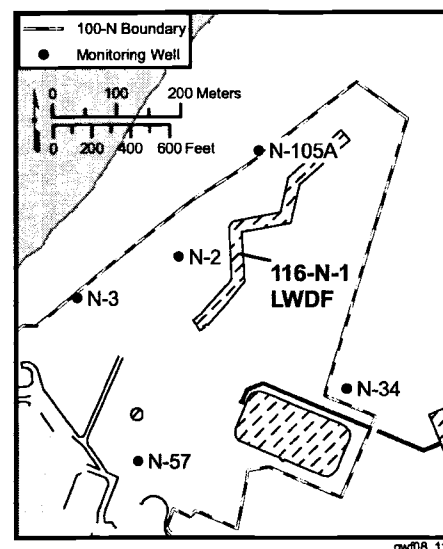 100-N Boundary
Monitoring Well
0 100 200 Meters
0 200 400 600 Feet
N-105A
N-2
116-N-1
LWDF
N-3
N-34
N-57